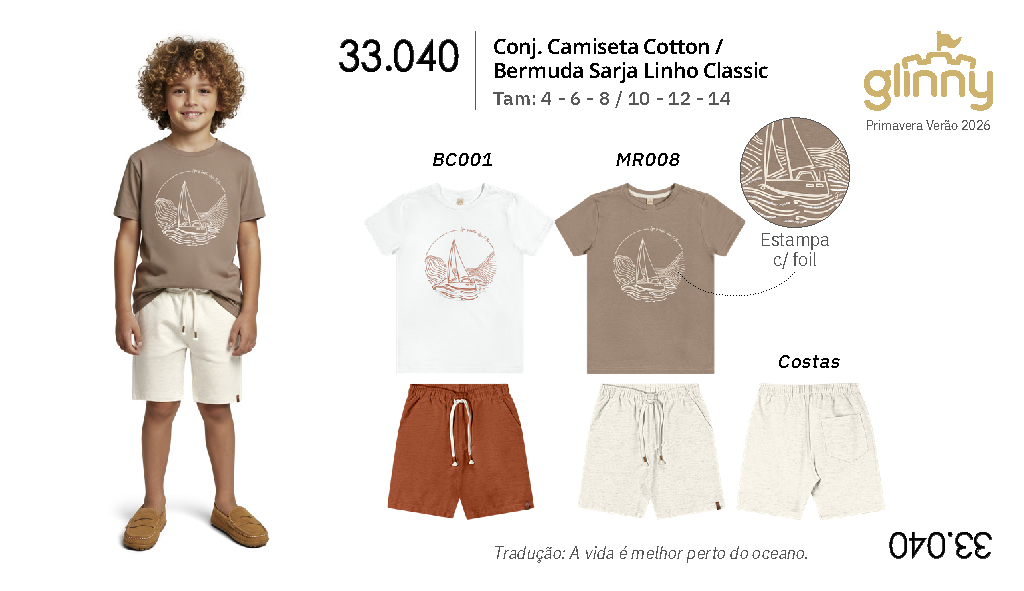 33.040
Conj. Camiseta Cotton /
Bermuda Sarja Linho Classic
Tam: 4 - 6 - 8 / 10 - 12 - 14
glinny
Primavera Verão 2026
BC001
MR008
Estampa
c/ foil
Costas
Tradução: A vida é melhor perto do oceano.
33.040